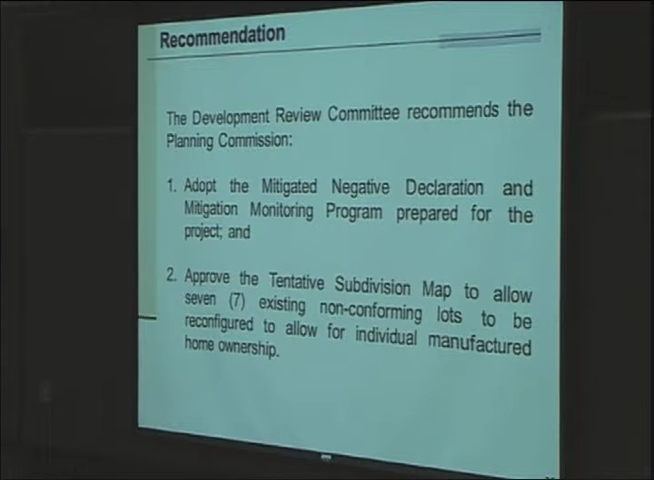 Recommendation
The Development Review Committee recommends the
Planning Commission:
1. Adopt the Mitigated Negative Declaration and
Mitigation Monitoring Program prepared for the
project; and
2. Approve the Tentative Subdivision Map to allow
seven (7) existing non-conforming lots to be
reconfigured to allow for individual manufactured
home ownership.